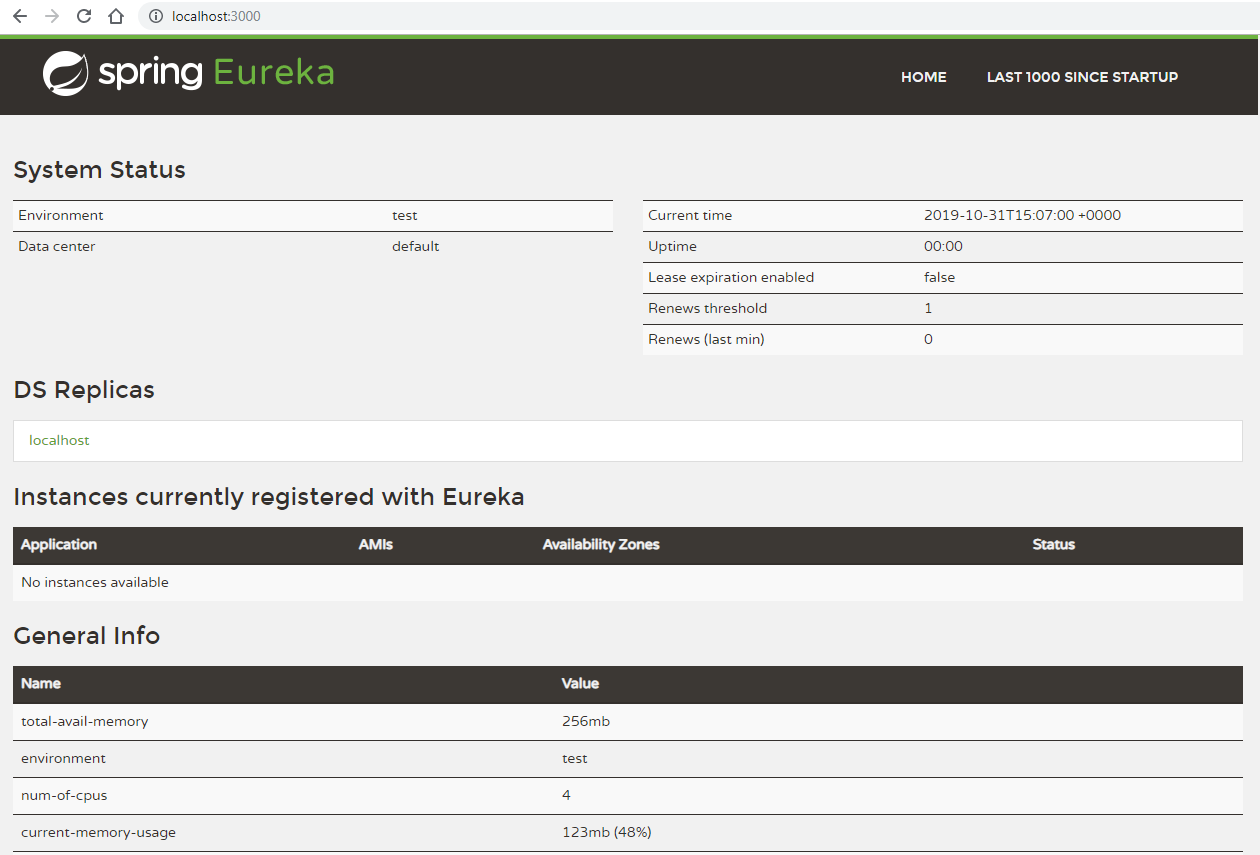 localhost:3000
spring Eureka
HOME LAST 1000 SINCE STARTUP
System Status
Environment test
Data center default
Current time 2019-10-31T15:07:00 +0000
Uptime 00:00
Lease expiration enabled false
Renews threshold 1
Renews (last min) 0
DS Replicas
localhost
Instances currently registered with Eureka
Application AMIs Availability Zones Status
No instances available
General Info
Name Value
total-avail-memory 256mb
environment test
num-of-cpus 4
current-memory-usage 123mb (48%)